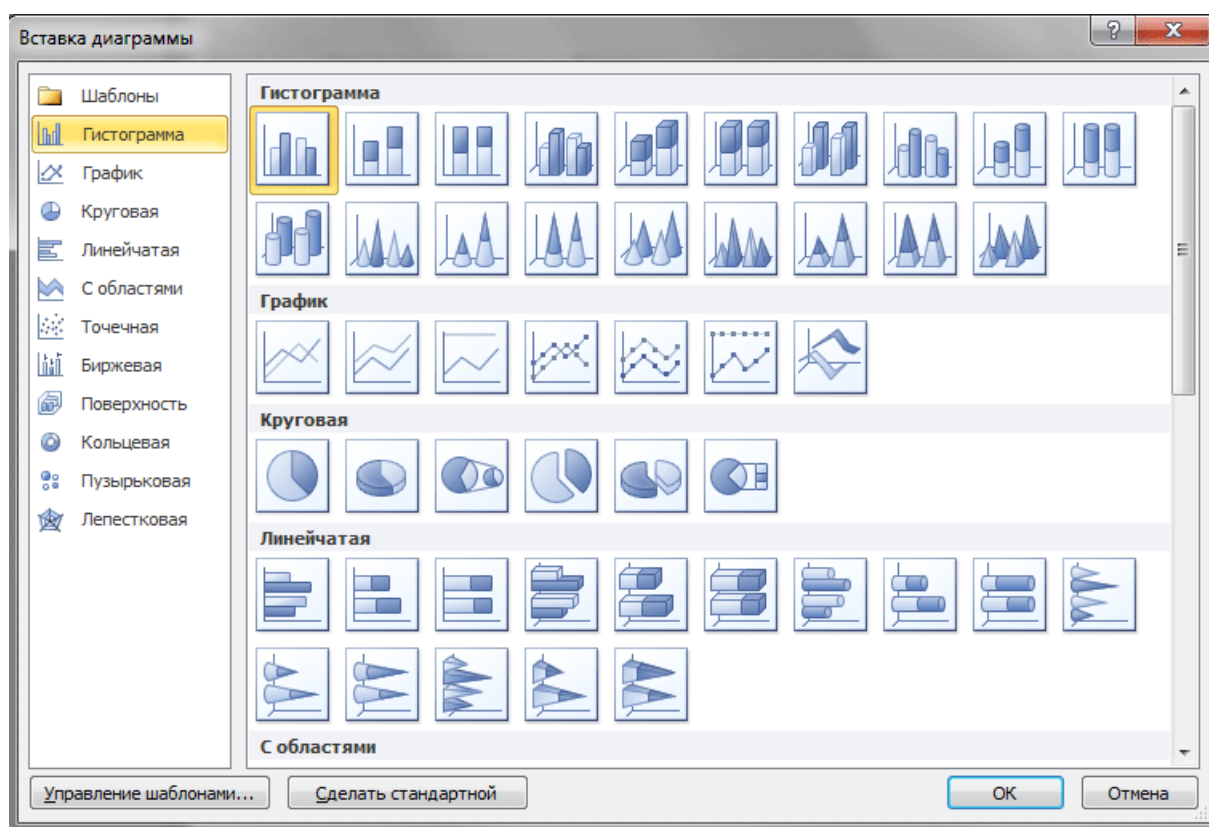 Вставка диаграммы
Шаблоны
Гистограмма
График
Круговая
Линейчатая
С областями
Точечная
Биржевая
Поверхность
Кольцевая
Пузырьковая
Лепестковая
Гистограмма
График
Круговая
Линейчатая
С областями
Управление шаблонами...
Сделать стандартной
ОК
Отмена